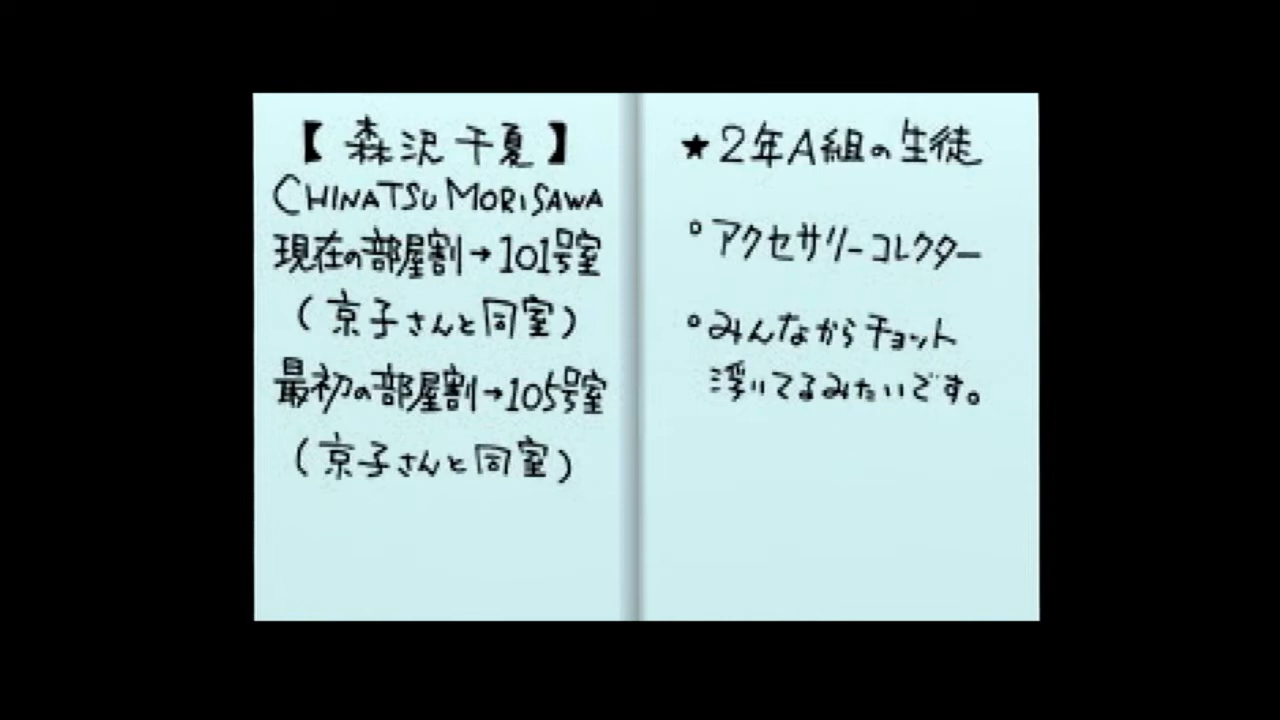 【森沢千夏】
CHINATSU MORISAWA
現在の部屋割→101号室
(京子さんと同室)
最初の部屋割→105号室
(京子さんと同室)
★2年A組の生徒
°アクセサリーコレクター
°みんなからチョット
浮いてるみたいです。